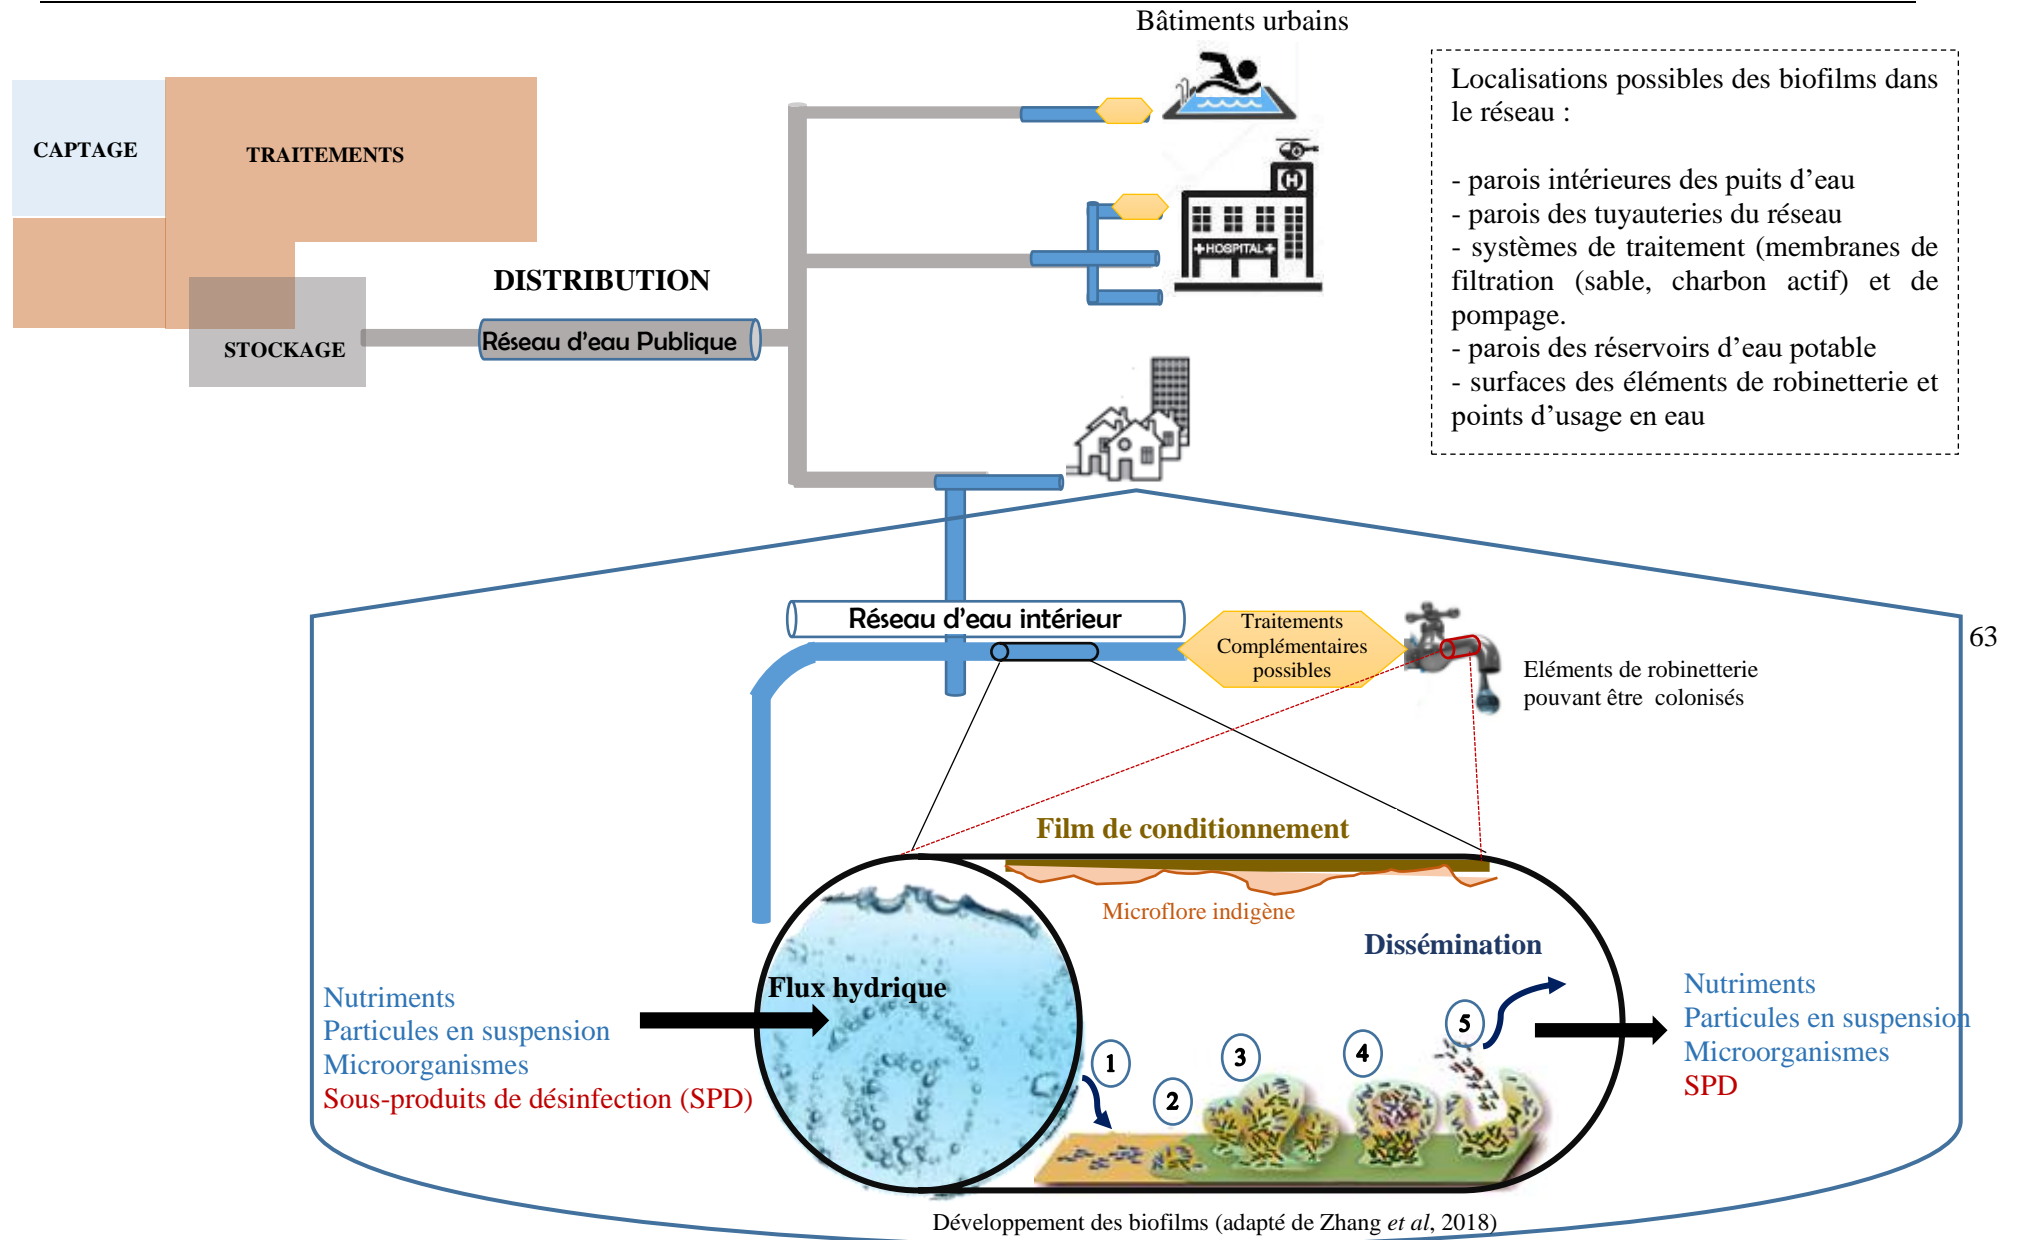 Bâtiments urbains
CAPTAGE
TRAITEMENTS
STOCKAGE
DISTRIBUTION
Réseau d'eau Publique
H
+HOSPITAL+
Localisations possibles des biofilms dans
le réseau :
- parois intérieures des puits d’eau
- parois des tuyauteries du réseau
- systèmes de traitement (membranes de
filtration (sable, charbon actif) et de
pompage.
- parois des réservoirs d’eau potable
- surfaces des éléments de robinetterie et
points d’usage en eau
Réseau d'eau intérieur
Traitements
Complémentaires
possibles
Eléments de robinetterie
pouvant être colonisés
63
Film de conditionnement
Microflore indigène
Dissémination
Flux hydrique
Nutriments
Particules en suspension
Microorganismes
Sous-produits de désinfection (SPD)
1
2
3
4
5
Nutriments
Particules en suspension
Microorganismes
SPD
Développement des biofilms (adapté de Zhang et al, 2018)